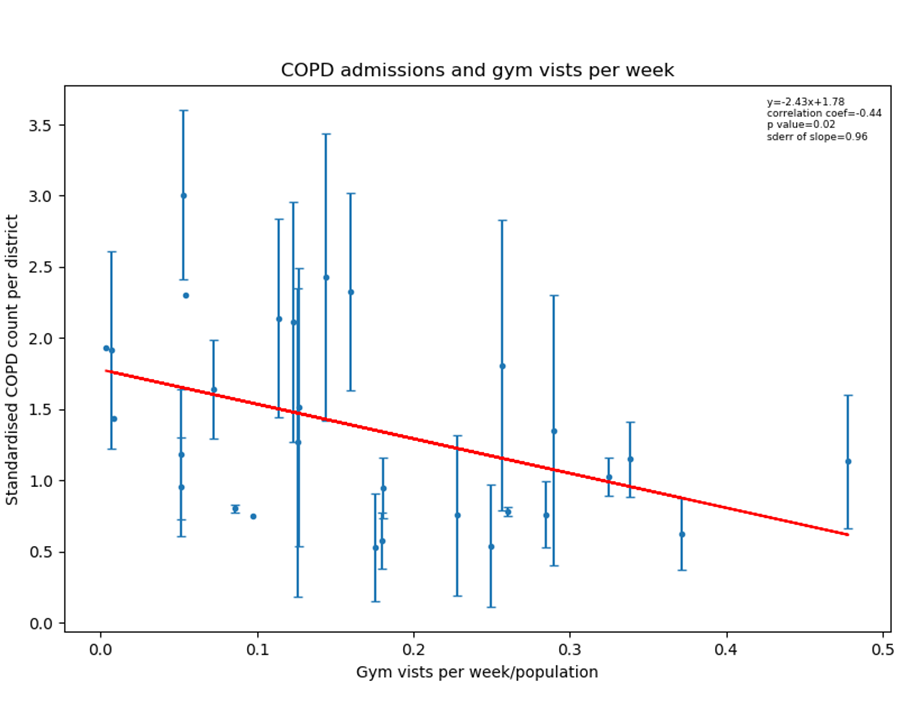 COPD admissions and gym vists per week
y=-2.43x+1.78
correlation coef=-0.44
p value=0.02
sderr of slope=0.96
Standardised COPD count per district
3.5
3.0
2.5
2.0
1.5
1.0
0.5
0.0
0.0 0.1 0.2 0.3 0.4 0.5
Gym vists per week/population